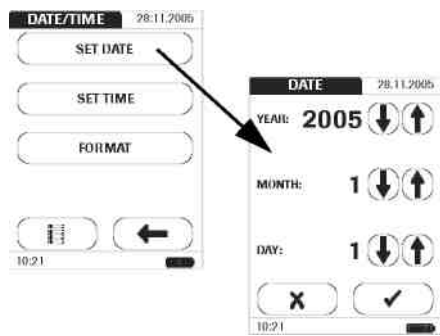 DATE/TIME 28.11.2005
SET DATE
SET TIME
FORMAT
10:21
DATE 28.11.2005
YEAR: 2005
MONTH: 1
DAY: 1
10:21